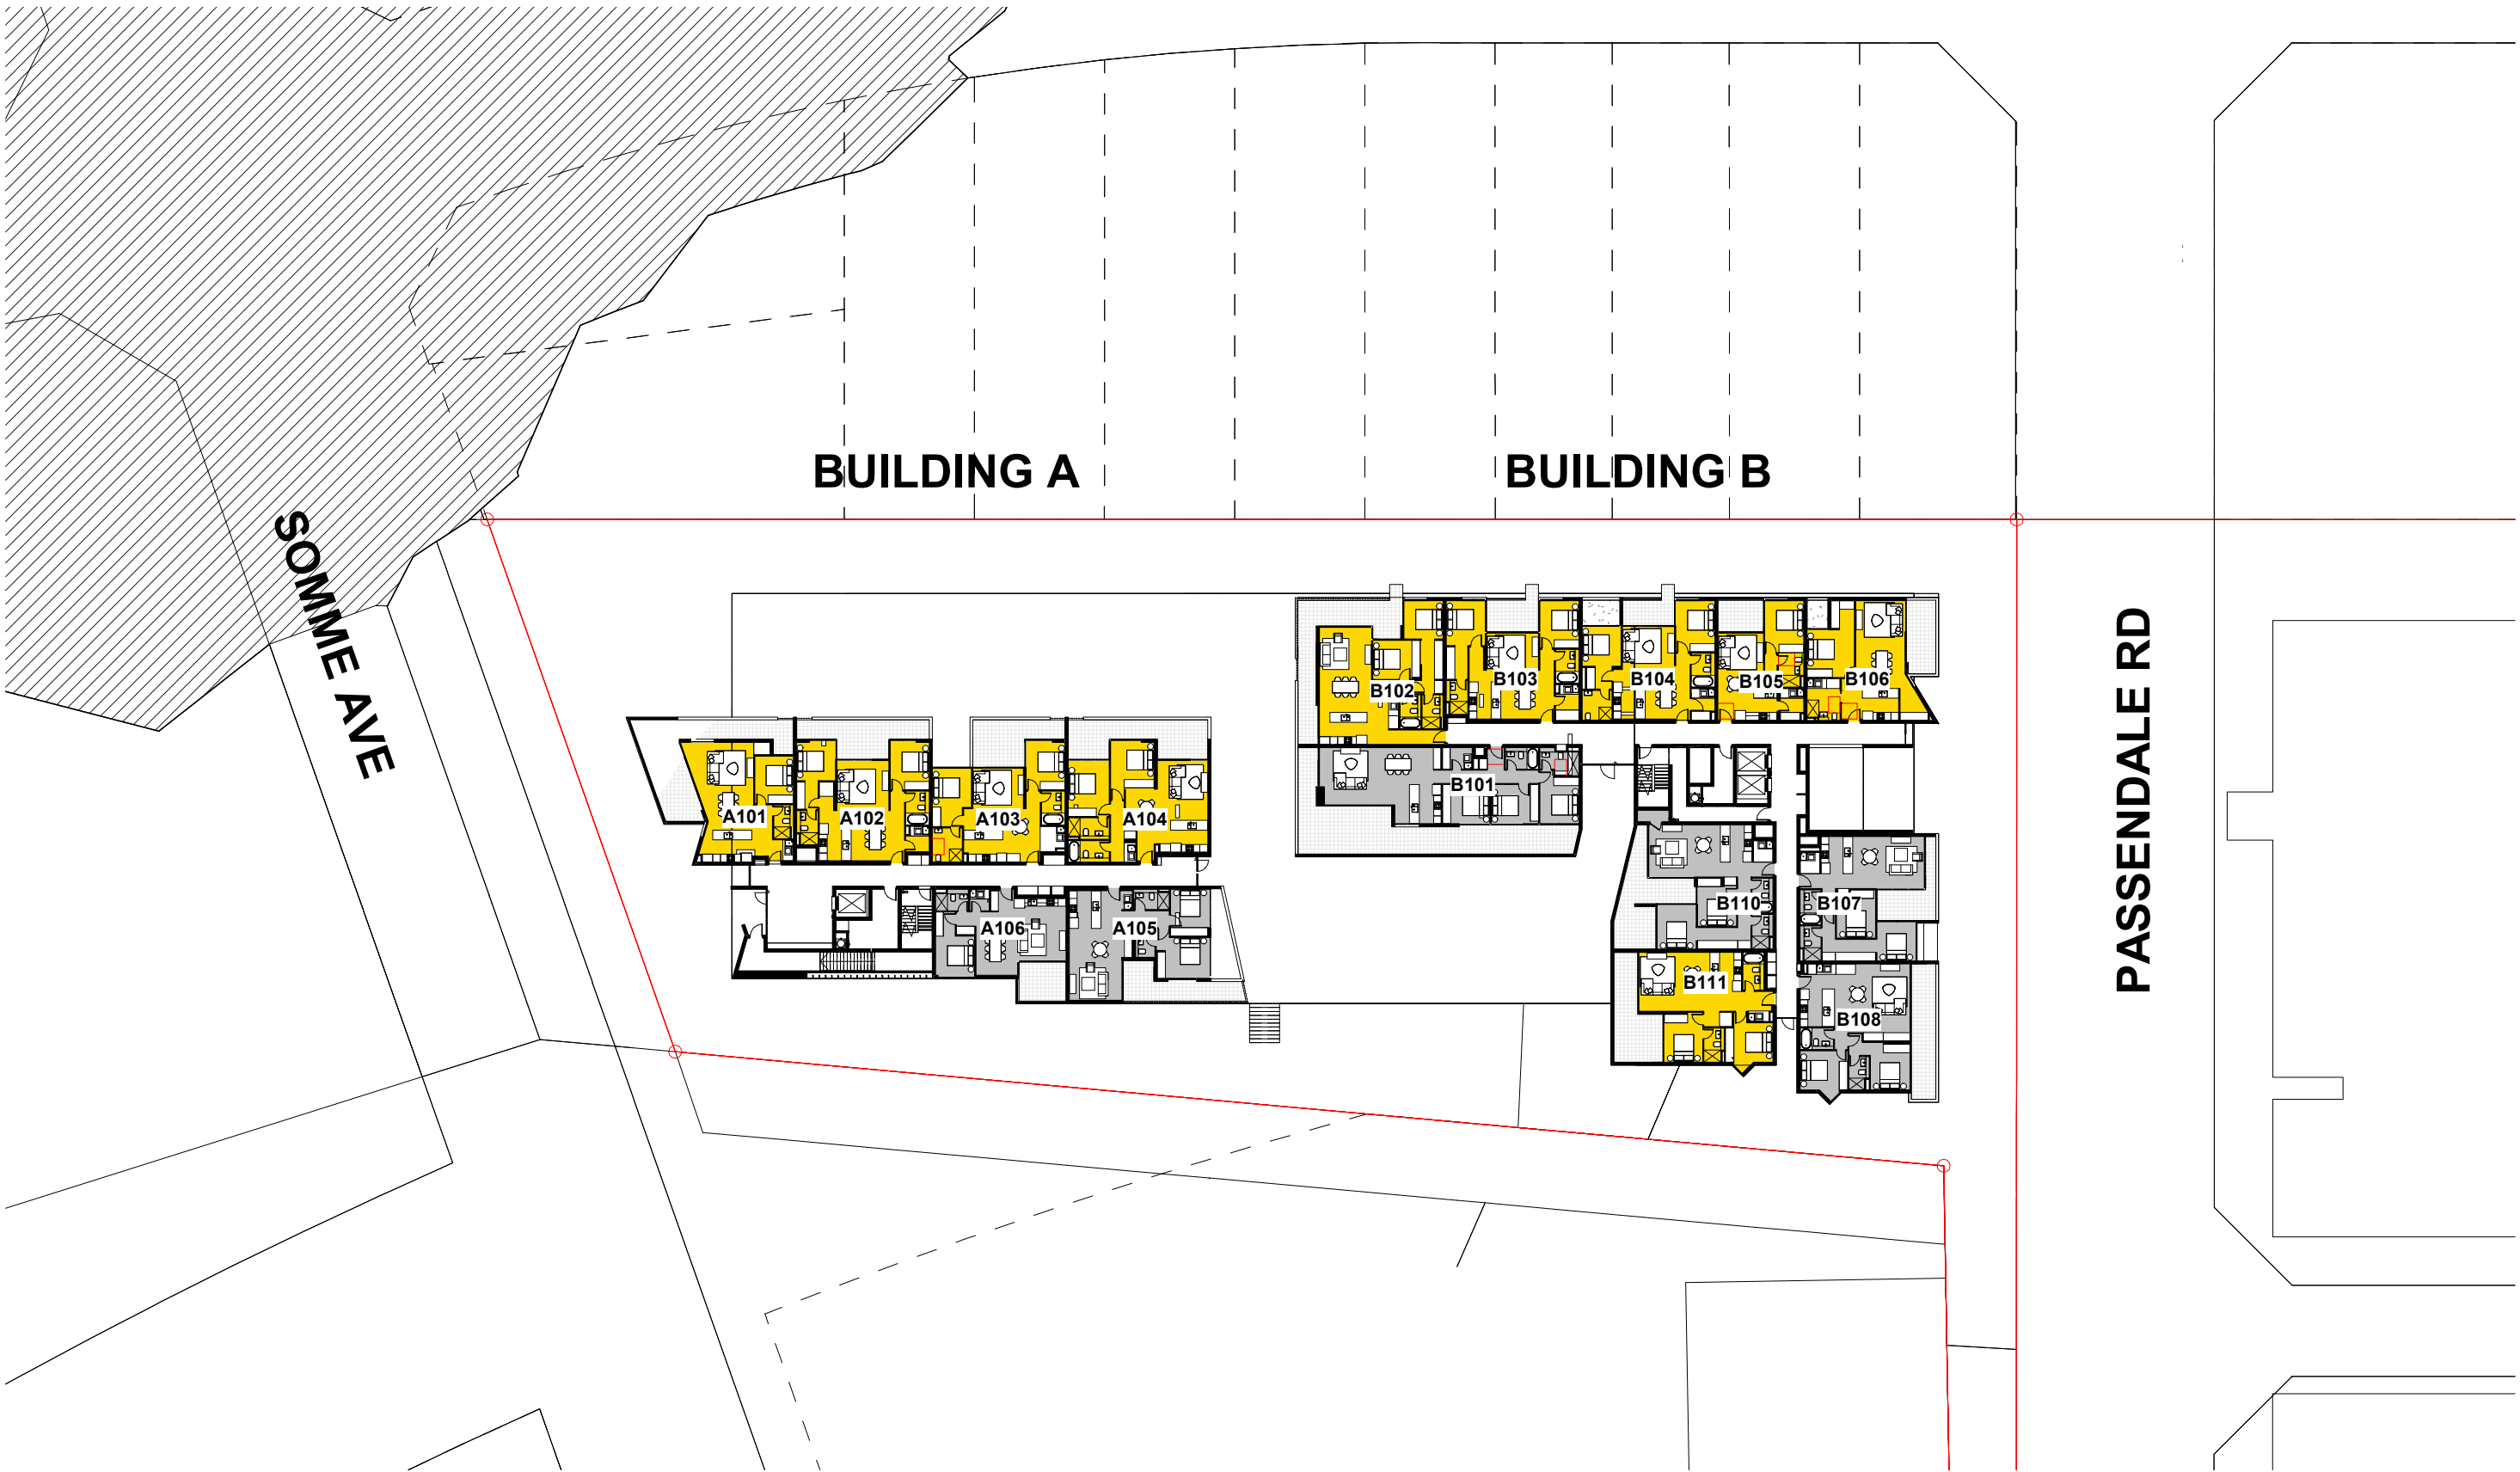 BUILDING A
BUILDING B
SOMME AVE
PASSENDALE RD
B102
B103
B104
B105
B106
B101
A101
A102
A103
A104
A106
A105
B110
B107
B111
B108